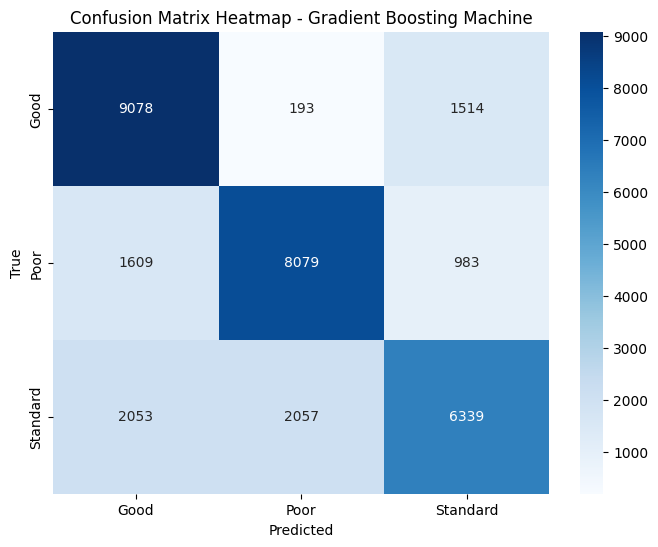 Confusion Matrix Heatmap - Gradient Boosting Machine
True
Good
9078
193
1514
Poor
1609
8079
983
Standard
2053
2057
6339
Good
Poor
Standard
Predicted
9000
8000
7000
6000
5000
4000
3000
2000
1000